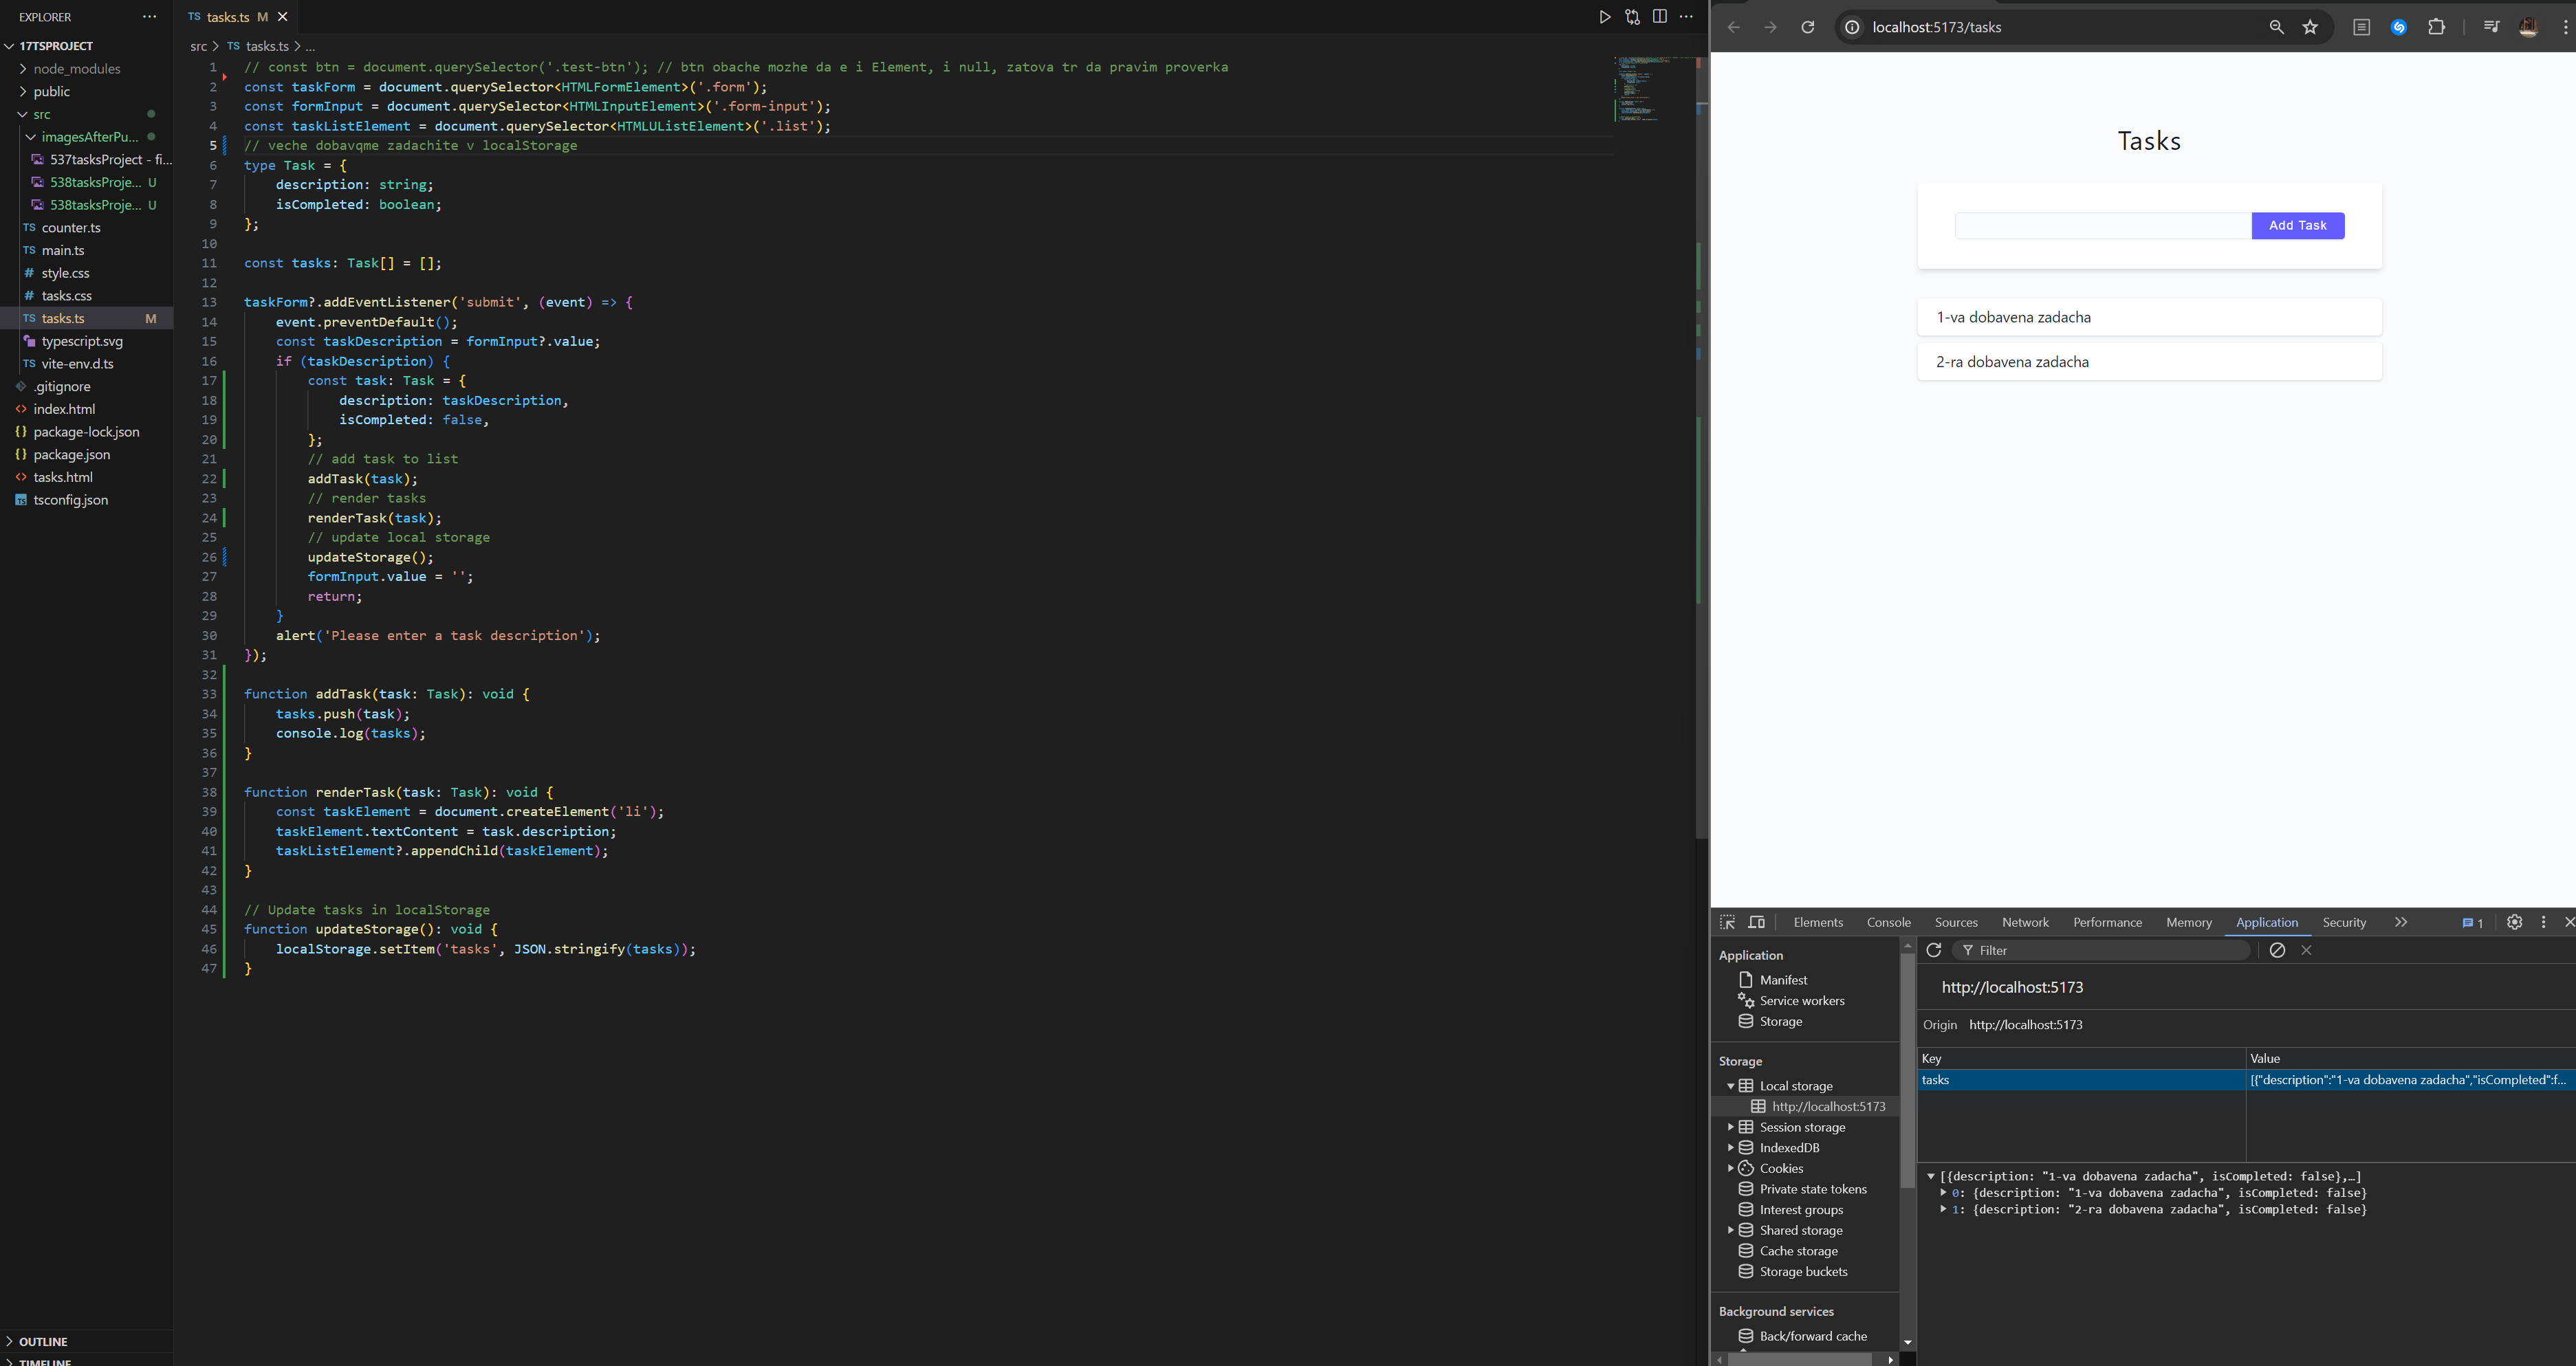 EXPLORER
17TSPROJECT
node_modules
public
src
imagesAfterPu...
537tasksProject - fi...
538tasksProje... U
538tasksProje... U
TS counter.ts
TS main.ts
# style.css
# tasks.css
TS tasks.ts M
typescript.svg
TS vite-env.d.ts
.gitignore
<> index.html
{} package-lock.json
{} package.json
<> tasks.html
TS tsconfig.json
OUTLINE
TIMELINE
TS tasks.ts M
src > TS tasks.ts > ...
1 // const btn = document.querySelector('.test-btn'); // btn obache mozhe da e i Element, i null, zatova tr da pravim proverka
2 const taskForm = document.querySelector<HTMLFormElement>('.form');
3 const formInput = document.querySelector<HTMLInputElement>('.form-input');
4 const taskListElement = document.querySelector<HTMLUListElement>('.list');
5 // veche dobavqme zadachite v localStorage
6 type Task = {
7 description: string;
8 isCompleted: boolean;
9 };
10
11 const tasks: Task[] = [];
12
13 taskForm?.addEventListener('submit', (event) => {
14 event.preventDefault();
15 const taskDescription = formInput?.value;
16 if (taskDescription) {
17 const task: Task = {
18 description: taskDescription,
19 isCompleted: false,
20 };
21 // add task to list
22 addTask(task);
23 // render tasks
24 renderTask(task);
25 // update local storage
26 updateStorage();
27 formInput.value = '';
28 return;
29 }
30 alert('Please enter a task description');
31 });
32
33 function addTask(task: Task): void {
34 tasks.push(task);
35 console.log(tasks);
36 }
37
38 function renderTask(task: Task): void {
39 const taskElement = document.createElement('li');
40 taskElement.textContent = task.description;
41 taskListElement?.appendChild(taskElement);
42 }
43
44 // Update tasks in localStorage
45 function updateStorage(): void {
46 localStorage.setItem('tasks', JSON.stringify(tasks));
47 }
localhost:5173/tasks
Tasks
Add Task
1-va dobavena zadacha
2-ra dobavena zadacha
Elements Console Sources Network Performance Memory Application Security 1
Application
Manifest
Service workers
Storage
Storage
Local storage
http://localhost:5173
Session storage
IndexedDB
Cookies
Private state tokens
Interest groups
Shared storage
Cache storage
Storage buckets
Background services
Back/forward cache
Filter
http://localhost:5173
Origin http://localhost:5173
Key Value
tasks [{"description":"1-va dobavena zadacha","isCompleted":f...
[{description: "1-va dobavena zadacha", isCompleted: false},…]
0: {description: "1-va dobavena zadacha", isCompleted: false}
1: {description: "2-ra dobavena zadacha", isCompleted: false}